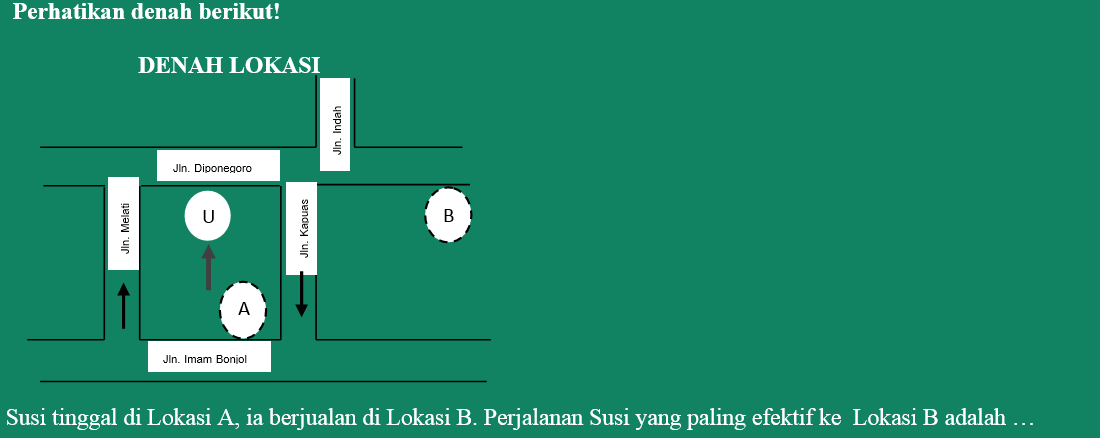 Perhatikan denah berikut!
DENAH LOKASI
Jln. Indah
Jln. Diponegoro
Jln. Melati
U
Jln. Kapuas
B
A
Jln. Imam Bonjol
Susi tinggal di Lokasi A, ia berjualan di Lokasi B. Perjalanan Susi yang paling efektif ke Lokasi B adalah …